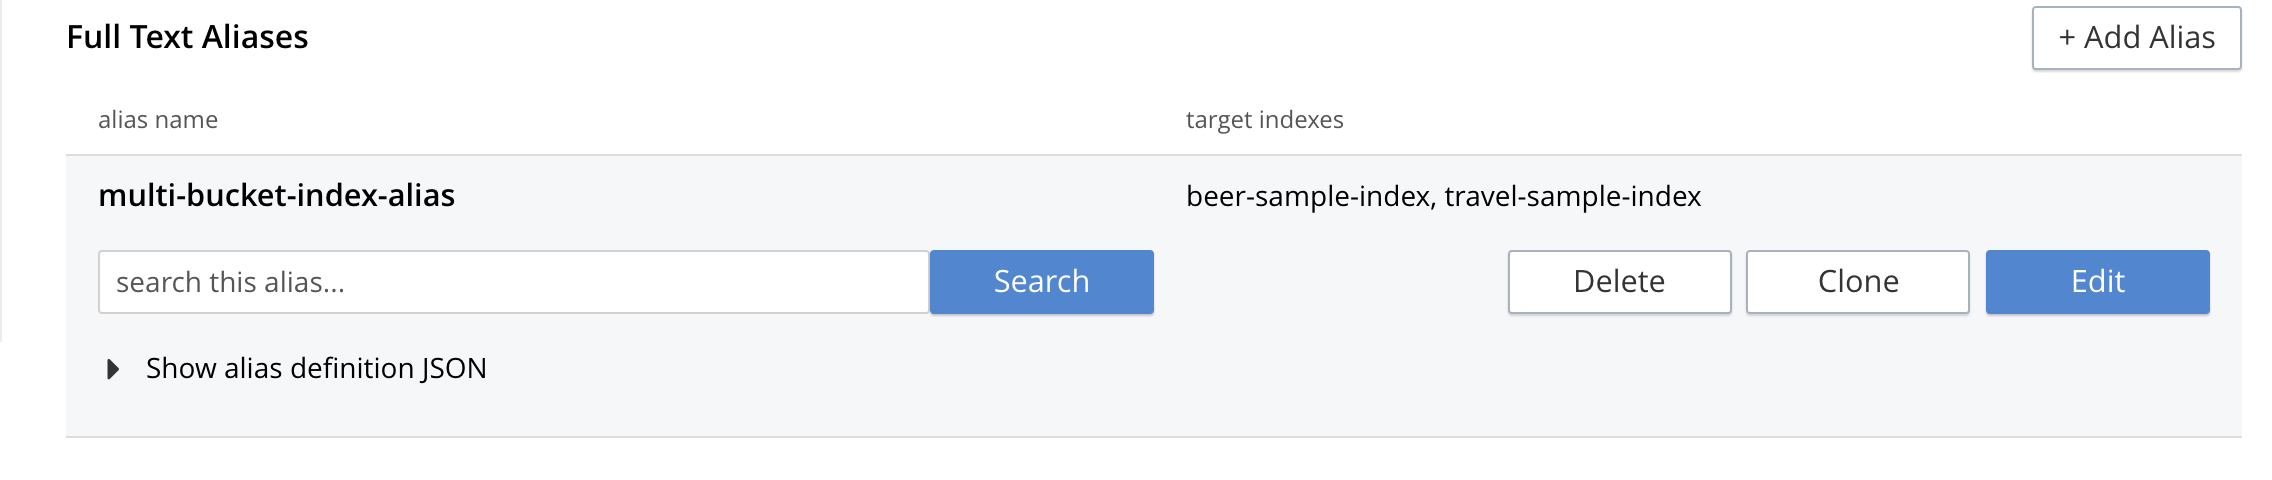 Full Text Aliases
+ Add Alias
alias name
target indexes
multi-bucket-index-alias
beer-sample-index, travel-sample-index
search this alias...
Search
Delete
Clone
Edit
Show alias definition JSON